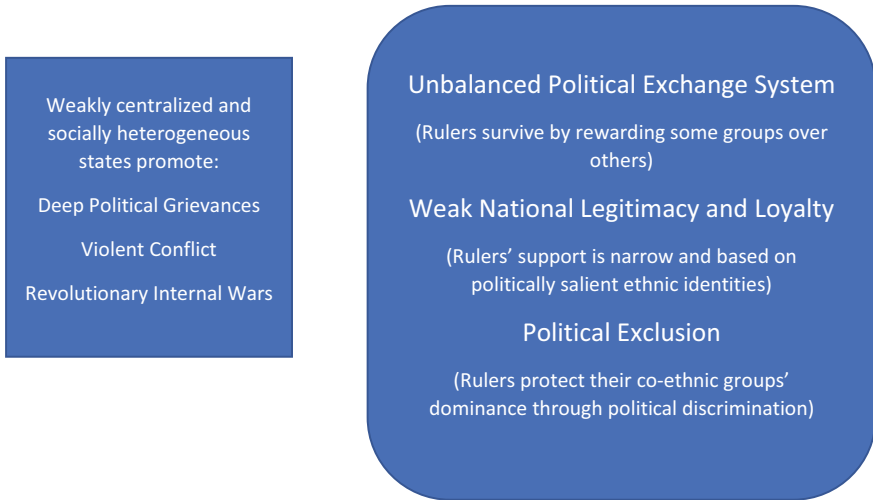 Weakly centralized and
socially heterogeneous
states promote:
Deep Political Grievances
Violent Conflict
Revolutionary Internal Wars
Unbalanced Political Exchange System
(Rulers survive by rewarding some groups over
others)
Weak National Legitimacy and Loyalty
(Rulers’ support is narrow and based on
politically salient ethnic identities)
Political Exclusion
(Rulers protect their co-ethnic groups’
dominance through political discrimination)